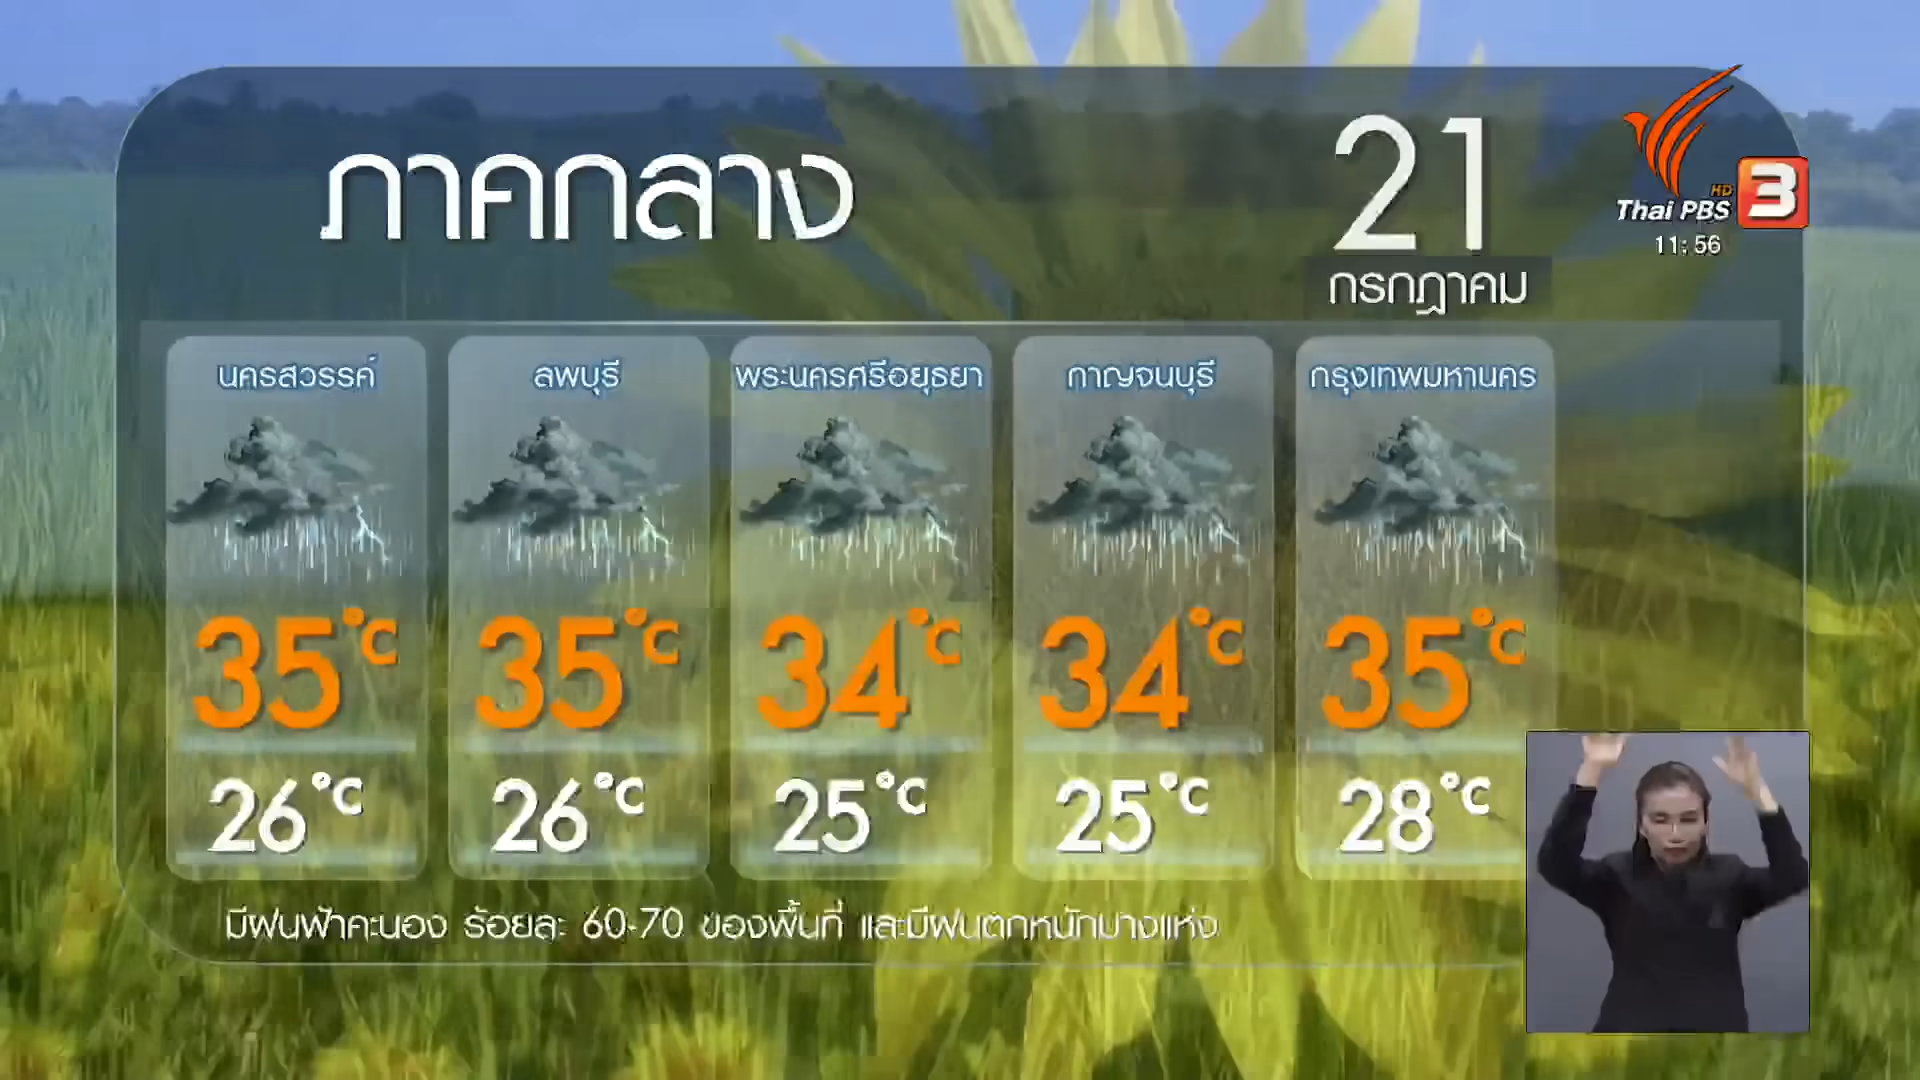 ภาคกลาง
21
กรกฎาคม
HD
Thai PBS 3
11:56
นครสวรรค์ ลพบุรี พระนครศรีอยุธยา กาญจนบุรี กรุงเทพมหานคร
35°C 35°C 34°C 34°C 35°C
26°C 26°C 25°C 25°C 28°C
มีฝนฟ้าคะนอง ร้อยละ 60-70 ของพื้นที่ และมีฝนตกหนักบางแห่ง